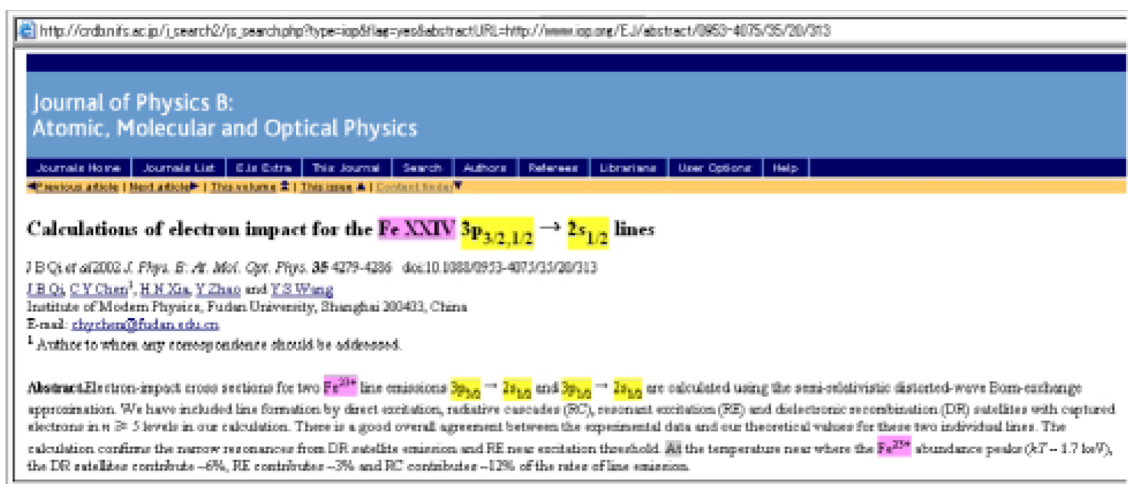 http://crdb.nifs.ac.jp/j_search2/js_search.php?type=iop&flag=yes&abstractURL=http://www.iop.org/EJ/abstract/0953-4075/35/20/313
Journal of Physics B:
Atomic, Molecular and Optical Physics
Journals Home | Journals List | EJs Extra | This Journal | Search | Authors | Referees | Librarians | User Options | Help
Previous article | Next article | This volume | This issue | Content finder
Calculations of electron impact for the Fe XXIV 3p3/2,1/2 → 2s1/2 lines
J B Qi et al 2002 J. Phys. B: At. Mol. Opt. Phys. 35 4279-4286 doi:10.1088/0953-4075/35/20/313
J B Qi, C Y Chen1, H N Xia, Y Zhao and Y S Wang
Institute of Modern Physics, Fudan University, Shanghai 200433, China
E-mail: chychen@fudan.edu.cn
1 Author to whom any correspondence should be addressed.
Abstract. Electron-impact cross sections for two Fe23+ line emissions → 2s1/2 and → 2s1/2 are calculated using the semi-relativistic distorted-wave Born-exchange
approximation. We have included line formation by direct excitation, radiative cascades (RC), resonant excitation (RE) and dielectronic recombination (DR) satellites with captured
electrons in n ≥ 5 levels in our calculation. There is a good overall agreement between the experimental data and our theoretical values for these two individual lines. The
calculation confirms the narrow resonances from DR satellite emission and RE near excitation threshold. At the temperature near where the Fe23+ abundance peaks (kT ~ 1.7 keV),
the DR satellites contribute ~6%, RE contributes ~3% and RC contributes ~12% of the rates of line emission.